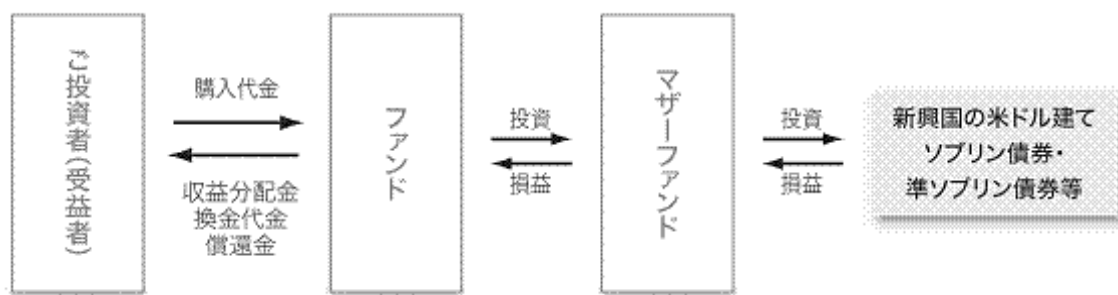 ご投資者(受益者)
購入代金
収益分配金
換金代金
償還金
ファンド
投資
損益
マザーファンド
投資
損益
新興国の米ドル建て
ソブリン債券・
準ソブリン債券等